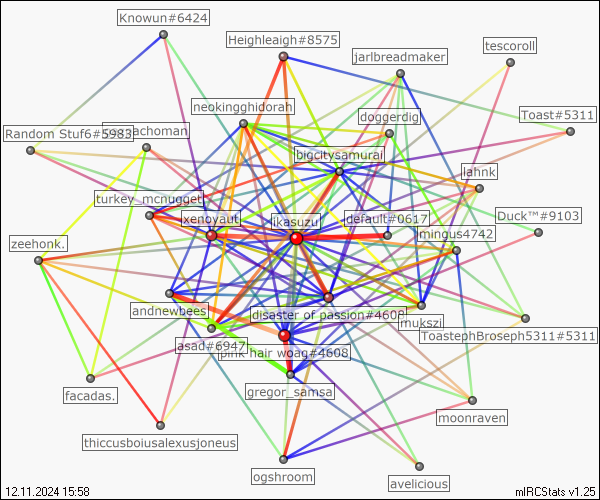 Knowun#6424
Heighleaigh#8575
tescoroll
jarlbreadmaker
neokingghidorah
Toast#5311
doggerdig
Random Stuf6#5983
achoman
bigcitysamurai
lahnk
turkey_mcnugget
xenoyaut
ikasuzu
default#0617
Duck™#9103
mingus4742
zeehonk.
andnewbees
disaster of passion#4608
mukszi
ToastephBroseph5311#5311
asad#6947
pink hair woag#4608
facadas.
gregor_samsa
moonraven
thiccusboiusalexusjoneus
ogshroom
avelicious
12.11.2024 15:58
mIRCStats v1.25